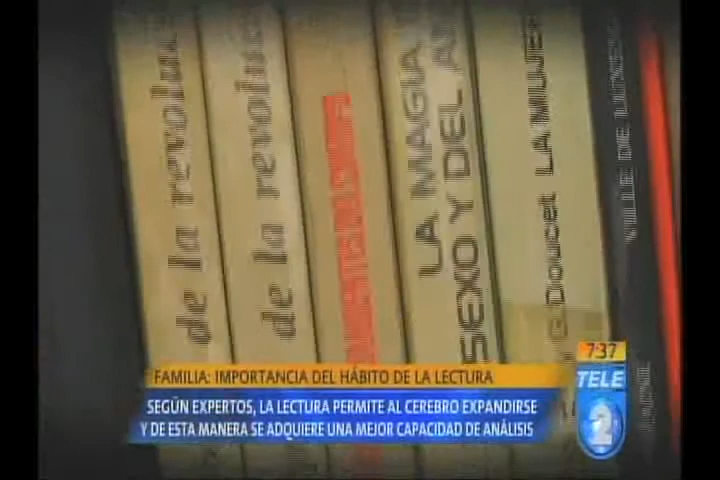 de la revolu
de la revolu
LA MAGIA
SEXO Y DEL A
Doucet LA MUJER
VILLE DE LUXE
FAMILIA: IMPORTANCIA DEL HÁBITO DE LA LECTURA
7:37
TELE
2
SEGÚN EXPERTOS, LA LECTURA PERMITE AL CEREBRO EXPANDIRSE
Y DE ESTA MANERA SE ADQUIERE UNA MEJOR CAPACIDAD DE ANÁLISIS